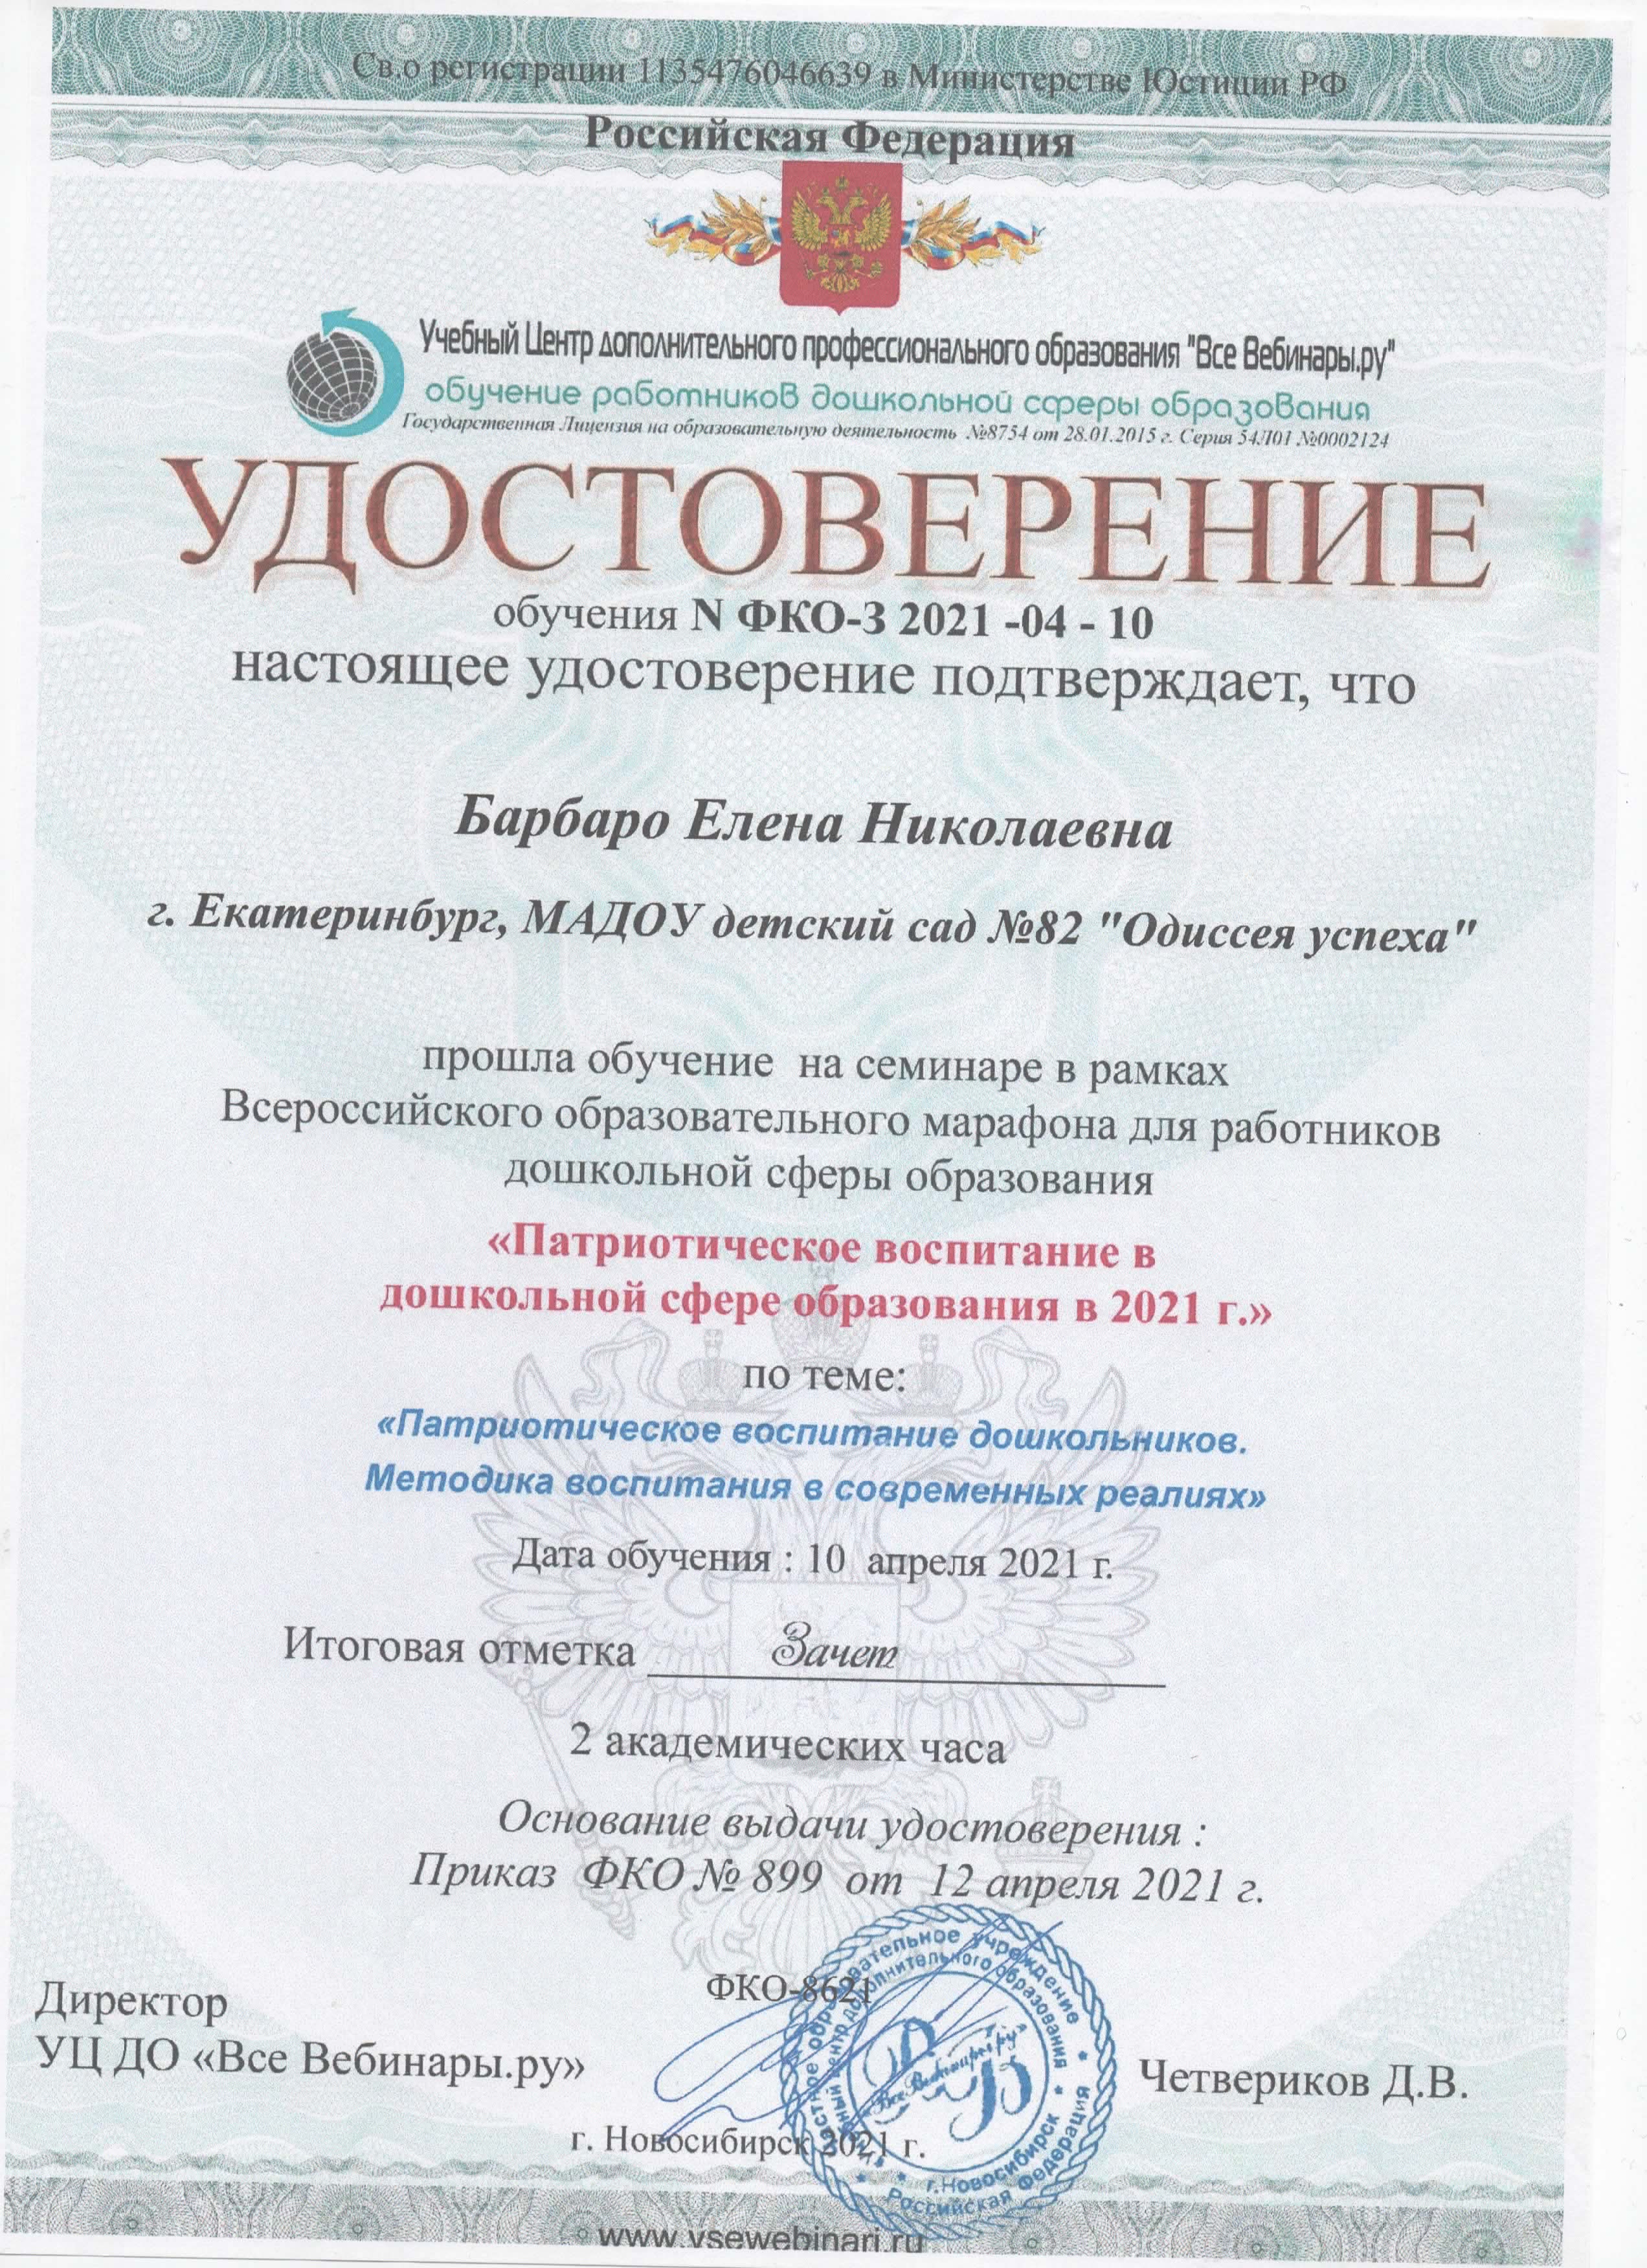 Св.о регистрации 1135476046639 в Министерстве Юстиции РФ
Российская Федерация
Учебный Центр дополнительного профессионального образования "Все Вебинары.ру"
обучение работников дошкольной сферы образования
Государственная Лицензия на образовательную деятельность №8754 от 28.01.2015 г. Серия 54Л01 №0002124
УДОСТОВЕРЕНИЕ
обучения N ФКО-З 2021 -04 - 10
настоящее удостоверение подтверждает, что
Барбаро Елена Николаевна
г. Екатеринбург, МАДОУ детский сад №82 "Одиссея успеха"
прошла обучение на семинаре в рамках
Всероссийского образовательного марафона для работников
дошкольной сферы образования
«Патриотическое воспитание в
дошкольной сфере образования в 2021 г.»
по теме:
«Патриотическое воспитание дошкольников.
Методика воспитания в современных реалиях»
Дата обучения : 10 апреля 2021 г.
Итоговая отметка Зачет
2 академических часа
Основание выдачи удостоверения :
Приказ ФКО № 899 от 12 апреля 2021 г.
ФКО-8621
Директор
УЦ ДО «Все Вебинары.ру»
Четвериков Д.В.
учреждение
дополнительного образования
Все Вебинары.ру
г.Новосибирск
Российская Федерация
г. Новосибирск 2021 г.
www.vsewebinari.ru